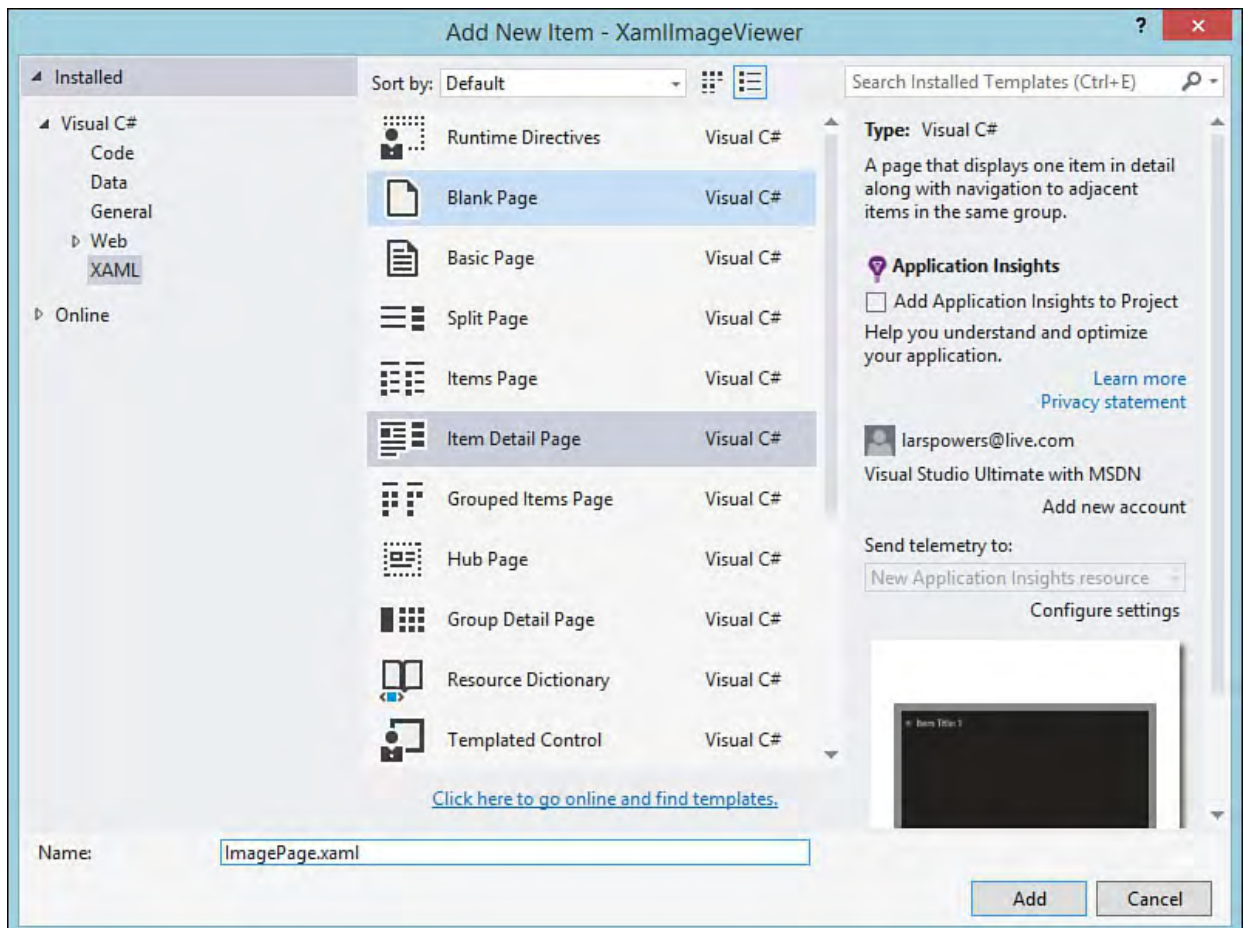 Add New Item - XamlImageViewer
?
Installed
Visual C#
Code
Data
General
Web
XAML
Online
Sort by: Default
Runtime Directives Visual C#
Blank Page Visual C#
Basic Page Visual C#
Split Page Visual C#
Items Page Visual C#
Item Detail Page Visual C#
Grouped Items Page Visual C#
Hub Page Visual C#
Group Detail Page Visual C#
Resource Dictionary Visual C#
Templated Control Visual C#
Click here to go online and find templates.
Search Installed Templates (Ctrl+E)
Type: Visual C#
A page that displays one item in detail
along with navigation to adjacent
items in the same group.
Application Insights
Add Application Insights to Project
Help you understand and optimize
your application.
Learn more
Privacy statement
larspowers@live.com
Visual Studio Ultimate with MSDN
Add new account
Send telemetry to:
New Application Insights resource
Configure settings
Item Title: 1
Name: ImagePage.xaml
Add Cancel